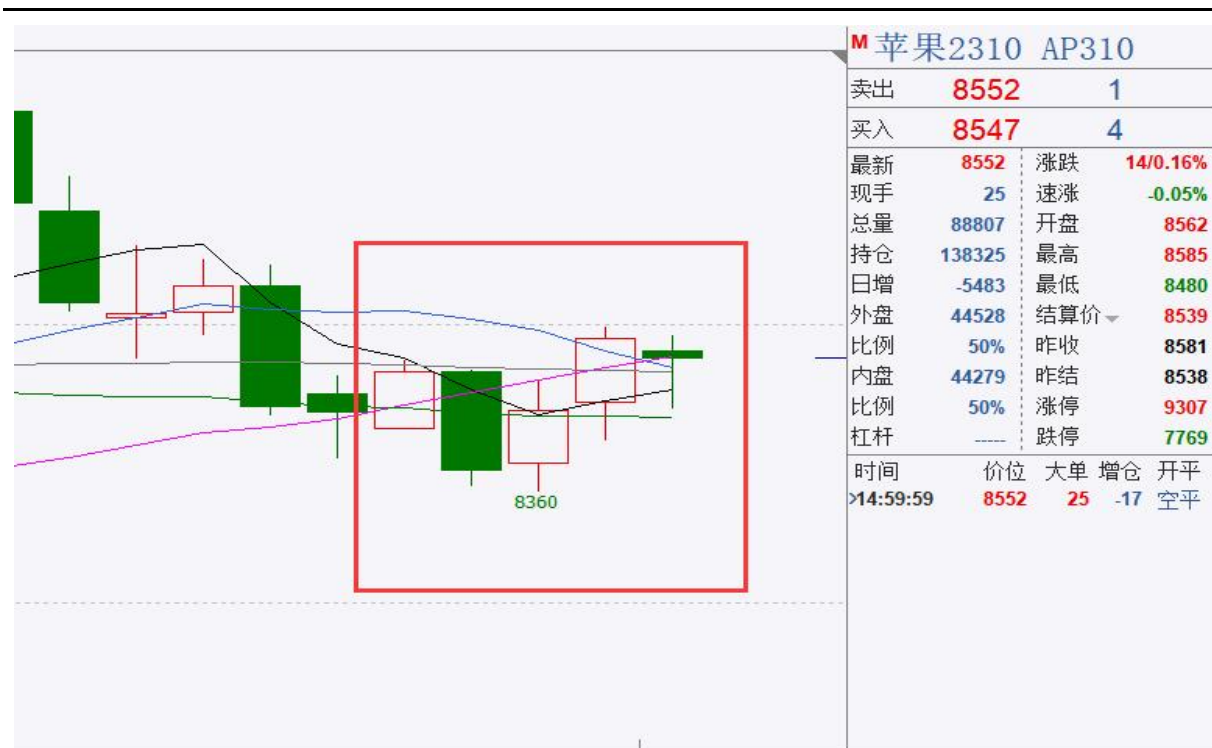 M 苹果2310 AP310
卖出 8552 1
买入 8547 4
最新 8552 涨跌 14/0.16%
现手 25 速涨 -0.05%
总量 88807 开盘 8562
持仓 138325 最高 8585
日增 -5483 最低 8480
外盘 44528 结算价 8539
比例 50% 昨收 8581
内盘 44279 昨结 8538
比例 50% 涨停 9307
杠杆 ----- 跌停 7769
时间 价位 大单 增仓 开平
>14:59:59 8552 25 -17 空平
8360